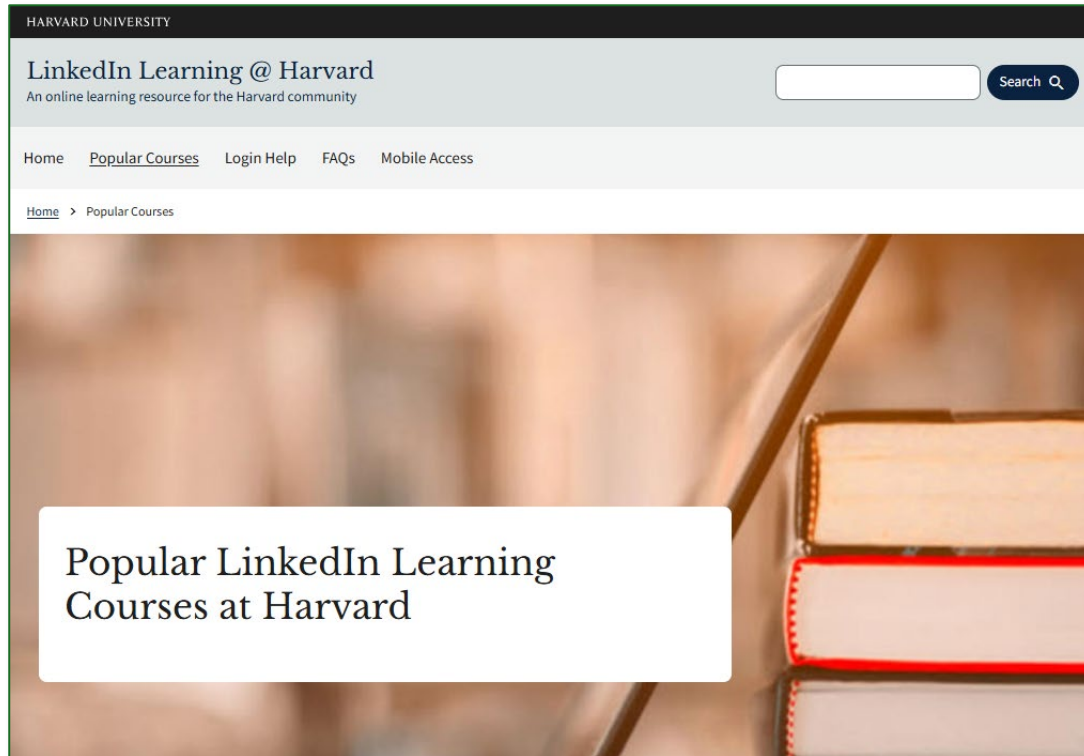 HARVARD UNIVERSITY
LinkedIn Learning @ Harvard
An online learning resource for the Harvard community
Search
Home Popular Courses Login Help FAQs Mobile Access
Home > Popular Courses
Popular LinkedIn Learning
Courses at Harvard